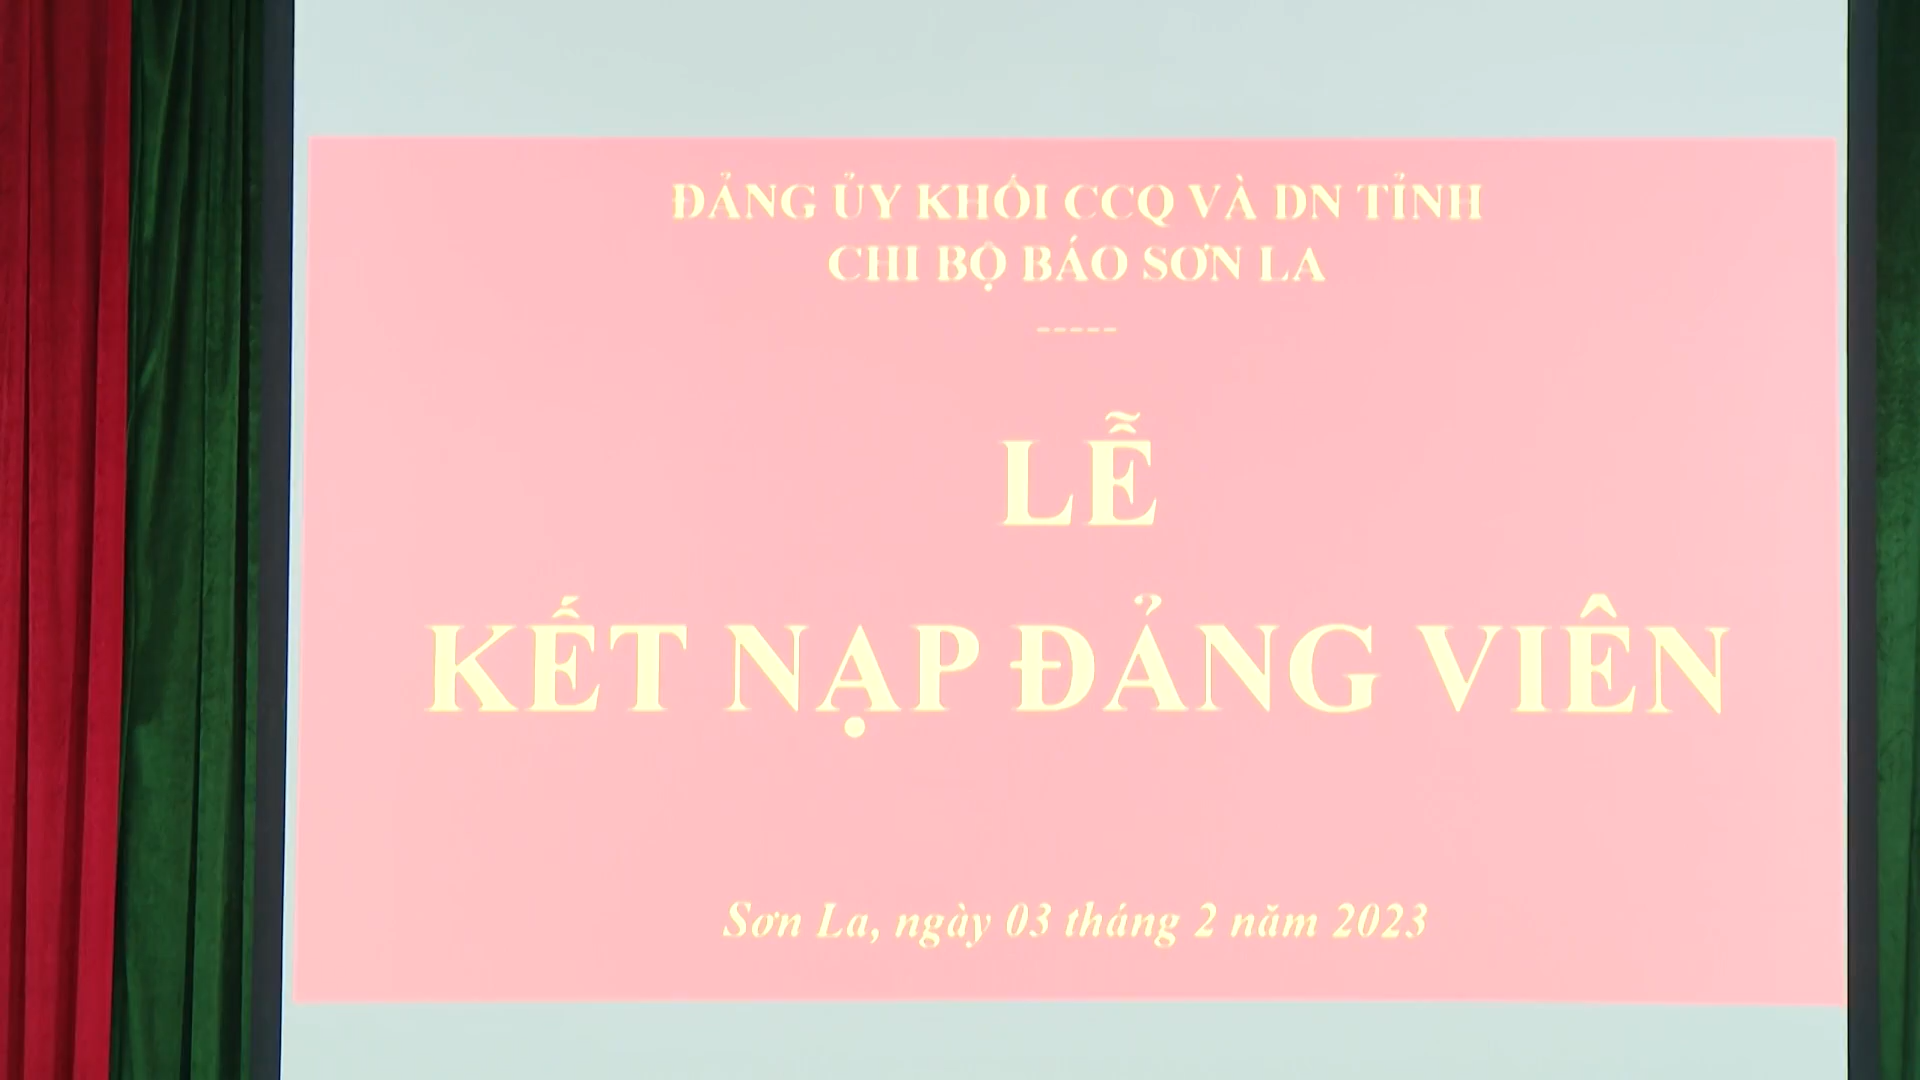 ĐẢNG ỦY KHỐI CCQ VÀ DN TỈNH
CHI BỘ BÁO SƠN LA
-----
LỄ
KẾT NẠP ĐẢNG VIÊN
Sơn La, ngày 03 tháng 2 năm 2023